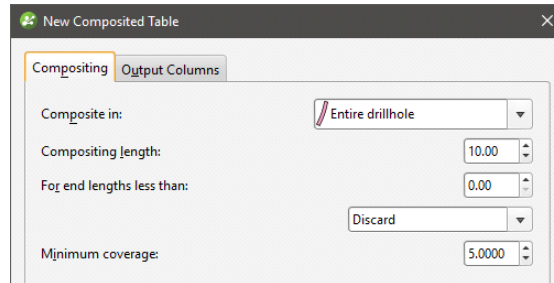 New Composited Table
Compositing Output Columns
Composite in: Entire drillhole
Compositing length: 10.00
For end lengths less than: 0.00
Discard
Minimum coverage: 5.0000